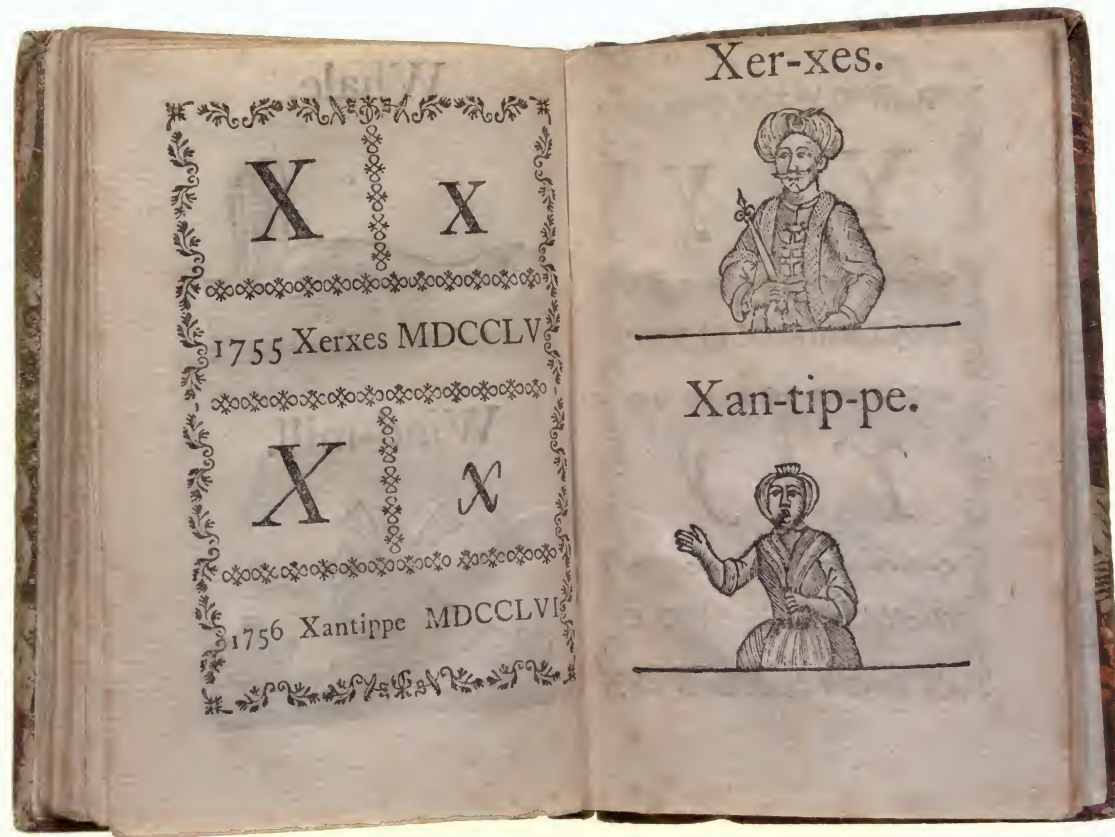 X x
1755 Xerxes MDCCLV
X x
1756 Xantippe MDCCLVI
Xer-xes.
Xan-tip-pe.